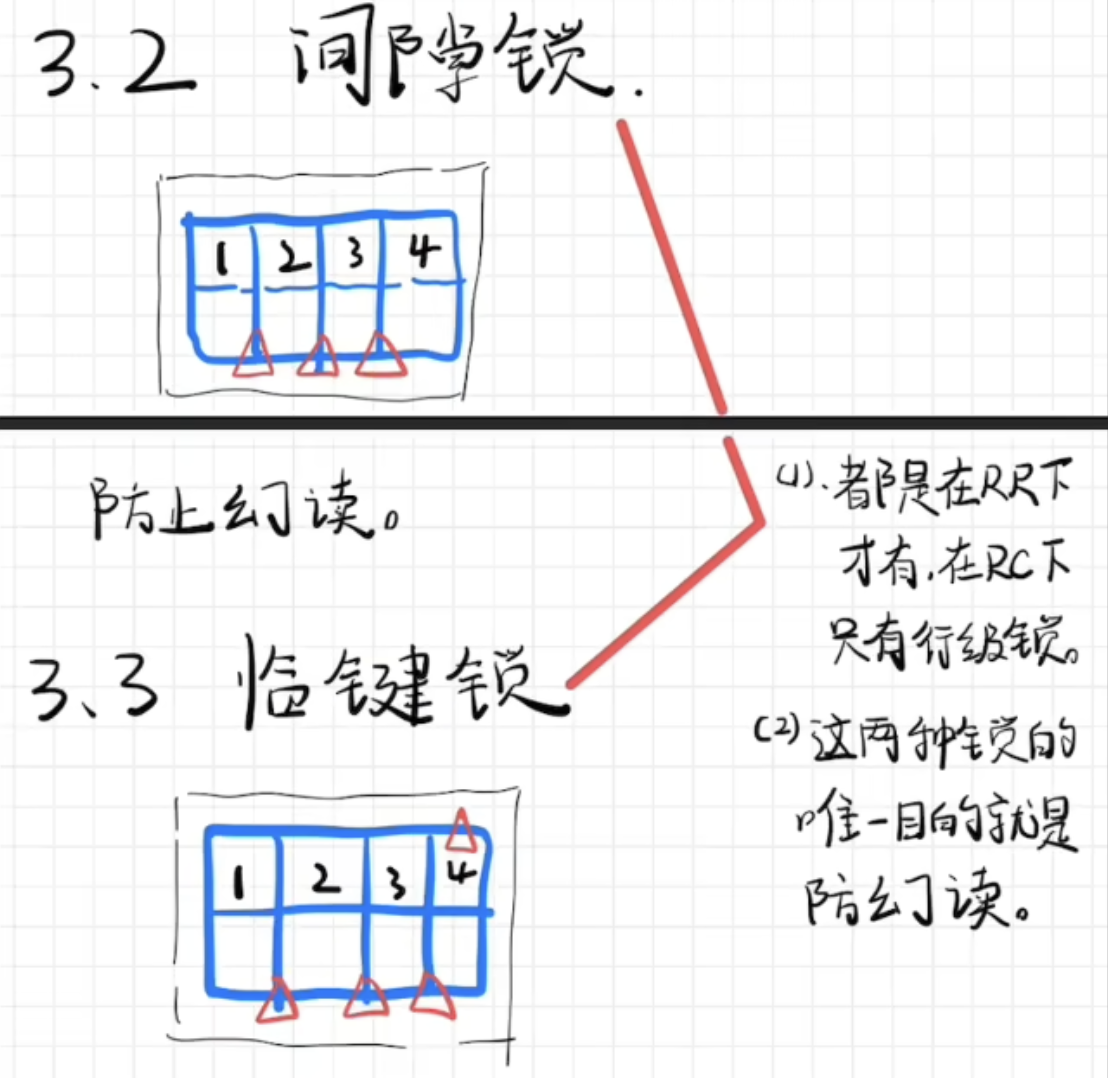 3.2 间隙锁.
1 2 3 4
防止幻读。
3、3 临键锁
1 2 3 4
(1).都是在RR下
才有,在RC下
只有行级锁。
(2)这两种锁的
唯一目的就是
防幻读。